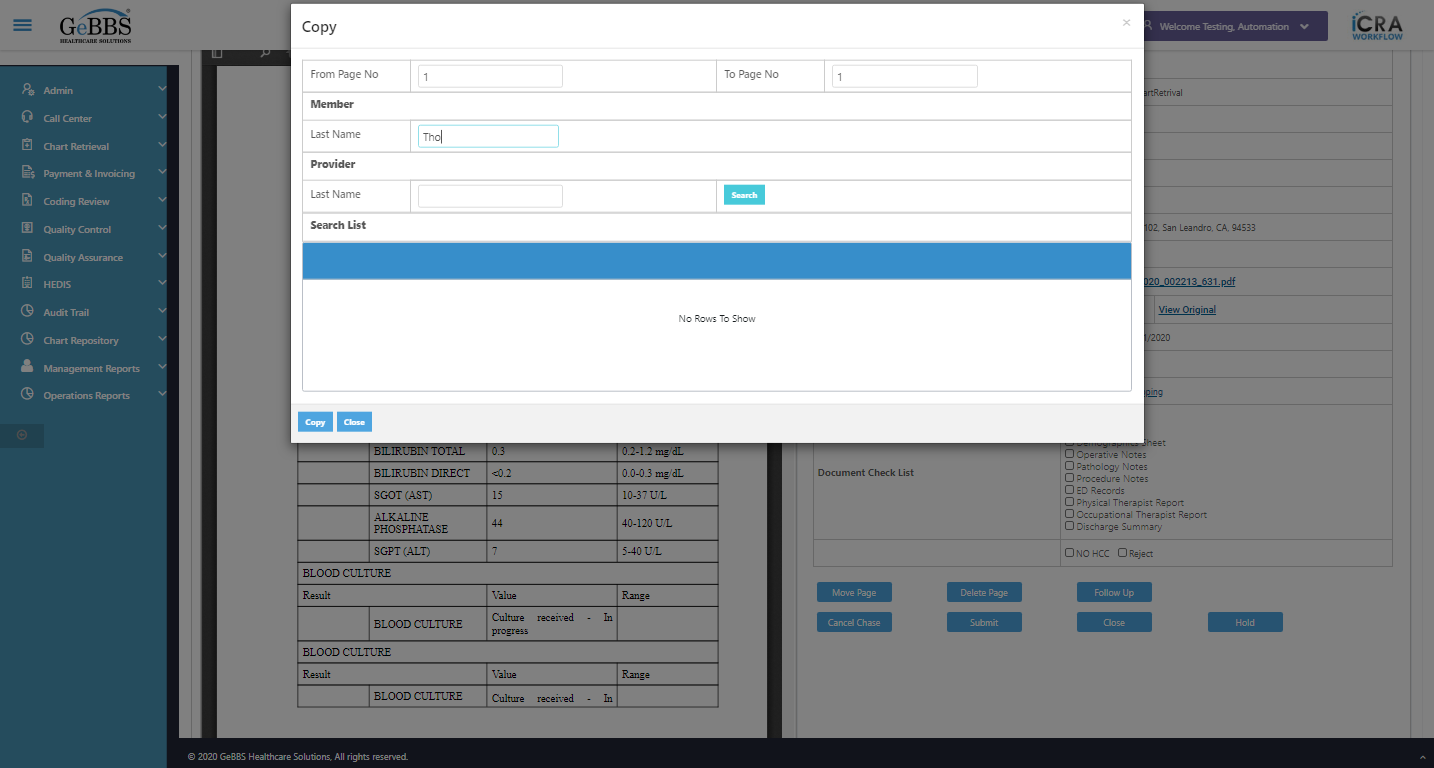 GeBBS
HEALTHCARE SOLUTIONS
Welcome Testing, Automation
iCRA
WORKFLOW
Copy
×
From Page No 1 To Page No 1
Member
Last Name Tho
Provider
Last Name Search
Search List
No Rows To Show
Copy Close
Admin
Call Center
Chart Retrieval
Payment & Invoicing
Coding Review
Quality Control
Quality Assurance
HEDIS
Audit Trail
Chart Repository
Management Reports
Operations Reports
BILIRUBIN TOTAL 0.3 0.2-1.2 mg/dL
BILIRUBIN DIRECT <0.2 0.0-0.3 mg/dL
SGOT (AST) 15 10-37 U/L
ALKALINE
PHOSPHATASE 44 40-120 U/L
SGPT (ALT) 7 5-40 U/L
BLOOD CULTURE
Result Value Range
BLOOD CULTURE Culture received - In
progress
BLOOD CULTURE
Result Value Range
BLOOD CULTURE Culture received - In
artRetrival
102, San Leandro, CA, 94533
020_002213_631.pdf
View Original
1/2020
ping
Document Check List
Demographics Sheet
Operative Notes
Pathology Notes
Procedure Notes
ED Records
Physical Therapist Report
Occupational Therapist Report
Discharge Summary
NO HCC Reject
Move Page Delete Page Follow Up
Cancel Chase Submit Close Hold
© 2020 GeBBS Healthcare Solutions, All rights reserved.